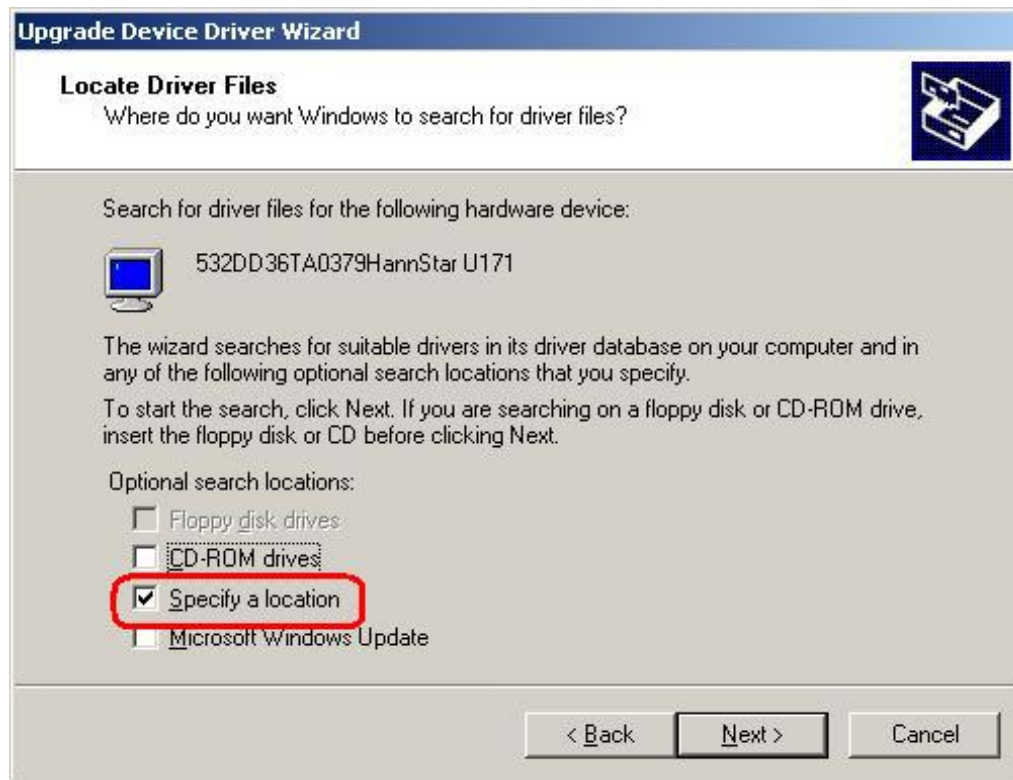 Upgrade Device Driver Wizard
Locate Driver Files
Where do you want Windows to search for driver files?
Search for driver files for the following hardware device:
532DD36TA0379HannStar U171
The wizard searches for suitable drivers in its driver database on your computer and in
any of the following optional search locations that you specify.
To start the search, click Next. If you are searching on a floppy disk or CD-ROM drive,
insert the floppy disk or CD before clicking Next.
Optional search locations:
Floppy disk drives
CD-ROM drives
Specify a location
Microsoft Windows Update
< Back
Next >
Cancel